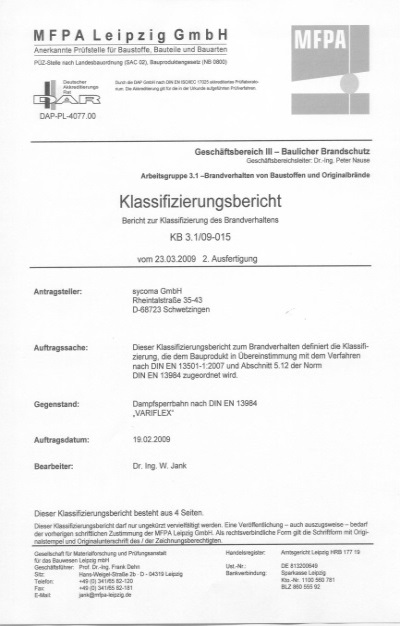 MFPA Leipzig GmbH
Anerkannte Prüfstelle für Baustoffe, Bauteile und Bauarten
PÜZ-Stelle nach Landesbauordnung (SAC 02), Bauproduktengesetz (NB 0800)
MFPA
Deutscher
Akkreditierungs
Rat
DAR
Durch die DAP GmbH nach DIN EN ISO/IEC 17025 akkreditiertes Prüflaborato-
rium. Die Akkreditierung gilt für die in der Urkunde aufgeführten Prüfverfahren.
DAP-PL-4077.00
Geschäftsbereich III – Baulicher Brandschutz
Geschäftsbereichsleiter: Dr.-Ing. Peter Nause
Arbeitsgruppe 3.1 –Brandverhalten von Baustoffen und Originalbrände
Klassifizierungsbericht
Bericht zur Klassifizierung des Brandverhaltens
KB 3.1/09-015
vom 23.03.2009 2. Ausfertigung
Antragsteller: sycoma GmbH
Rheintalstraße 35-43
D-68723 Schwetzingen
Auftragssache: Dieser Klassifizierungsbericht zum Brandverhalten definiert die Klassifi-
zierung, die dem Bauprodukt in Übereinstimmung mit dem Verfahren
nach DIN EN 13501-1:2007 und Abschnitt 5.12 der Norm
DIN EN 13984 zugeordnet wird.
Gegenstand: Dampfsperrbahn nach DIN EN 13984
„VARIFLEX“
Auftragsdatum: 19.02.2009
Bearbeiter: Dr. Ing. W. Jank
Dieser Klassifizierungsbericht besteht aus 4 Seiten.
Dieser Klassifizierungsbericht darf nur ungekürzt vervielfältigt werden. Eine Veröffentlichung – auch auszugsweise – bedarf
der vorherigen schriftlichen Zustimmung der MFPA Leipzig GmbH. Als rechtsverbindliche Form gilt die Schriftform mit Origi-
nalstempel und Originalunterschrift des / der Zeichnungsberechtigten.
Gesellschaft für Materialforschung und Prüfungsanstalt
für das Bauwesen Leipzig mbH
Geschäftsführer: Prof. Dr.-Ing. Frank Dehn
Sitz: Hans-Weigel-Straße 2b · D - 04319 Leipzig
Telefon: +49 (0) 341/65 82-120
Fax: +49 (0) 341/65 82-181
E-Mail: jank@mfpa-leipzig.de
Handelsregister: Amtsgericht Leipzig HRB 177 19
Ust.-Nr.: DE 813200649
Bankverbindung: Sparkasse Leipzig
Kto.-Nr. 1100 560 781
BLZ 860 555 92